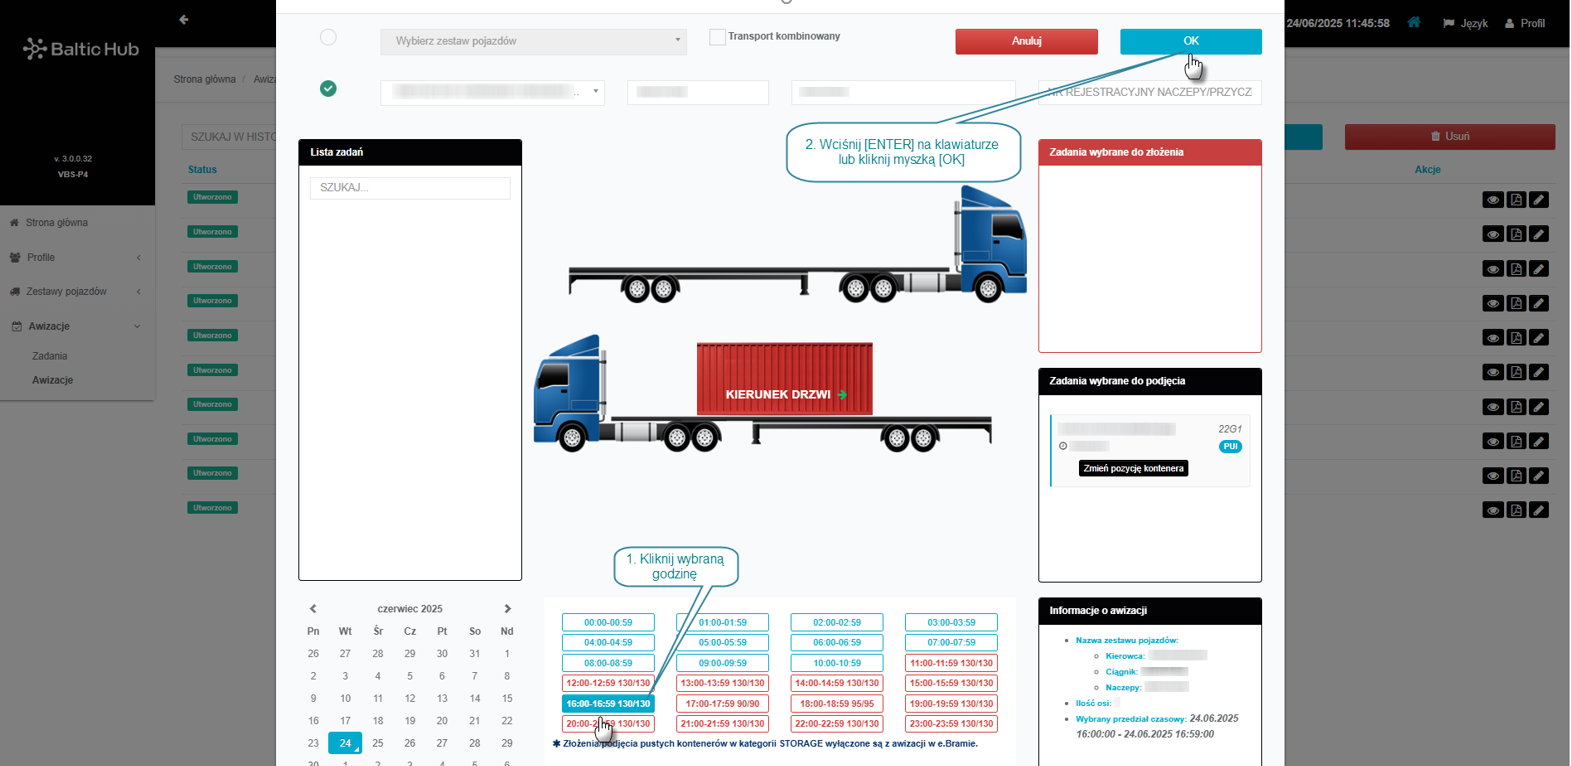 24/06/2025 11:45:58
Język
Profil
Baltic Hub
v. 3.0.0.32
VBS-P4
Strona główna
Profile
Zestawy pojazdów
Awizacje
Zadania
Awizacje
Strona główna / Awiz
SZUKAJ W HISTO
Status
Utworzono
Utworzono
Utworzono
Utworzono
Utworzono
Utworzono
Utworzono
Utworzono
Utworzono
Utworzono
Usuń
Akcje
Wybierz zestaw pojazdów
Transport kombinowany
Anuluj
OK
..
NR REJESTRACYJNY NACZEPY/PRZYCZ
2. Wciśnij [ENTER] na klawiaturze
lub kliknij myszką [OK]
Lista zadań
SZUKAJ...
KIERUNEK DRZWI
Zadania wybrane do złożenia
Zadania wybrane do podjęcia
22G1
PUI
Zmień pozycję kontenera
1. Kliknij wybraną
godzinę
czerwiec 2025
Pn Wt Śr Cz Pt So Nd
26 27 28 29 30 31 1
2 3 4 5 6 7 8
9 10 11 12 13 14 15
16 17 18 19 20 21 22
23 24 25 26 27 28 29
30 1 2 3 4 5 6
00:00-00:59 01:00-01:59 02:00-02:59 03:00-03:59
04:00-04:59 05:00-05:59 06:00-06:59 07:00-07:59
08:00-08:59 09:00-09:59 10:00-10:59 11:00-11:59 130/130
12:00-12:59 130/130 13:00-13:59 130/130 14:00-14:59 130/130 15:00-15:59 130/130
16:00-16:59 130/130 17:00-17:59 90/90 18:00-18:59 95/95 19:00-19:59 130/130
20:00-20:59 130/130 21:00-21:59 130/130 22:00-22:59 130/130 23:00-23:59 130/130
✱ Złożenia/podjęcia pustych kontenerów w kategorii STORAGE wyłączone są z awizacji w e.Bramie.
Informacje o awizacji
Nazwa zestawu pojazdów:
Kierowca:
Ciągnik:
Naczepy:
Ilość osi:
Wybrany przedział czasowy: 24.06.2025
16:00:00 - 24.06.2025 16:59:00